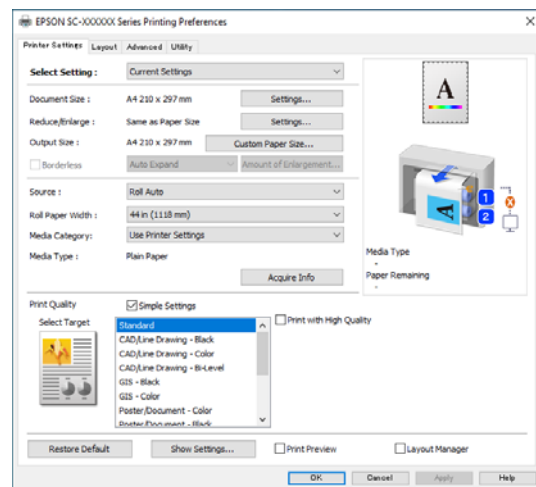 EPSON SC-XXXXXX Series Printing Preferences
Printer Settings Layout Advanced Utility
Select Setting : Current Settings
Document Size : A4 210 x 297 mm Settings...
Reduce/Enlarge : Same as Paper Size Settings...
Output Size : A4 210 x 297 mm Custom Paper Size...
Borderless Auto Expand Amount of Enlargement...
Source : Roll Auto
Roll Paper Width : 44 in (1118 mm)
Media Category: Use Printer Settings
Media Type : Plain Paper
Acquire Info
A
A
1
2
Media Type
-
Paper Remaining
-
Print Quality Simple Settings
Select Target
Standard
CAD/Line Drawing - Black
CAD/Line Drawing - Color
CAD/Line Drawing - Bi-Level
GIS - Black
GIS - Color
Poster/Document - Color
Poster/Document - Black
Print with High Quality
Restore Default Show Settings... Print Preview Layout Manager
OK Cancel Apply Help